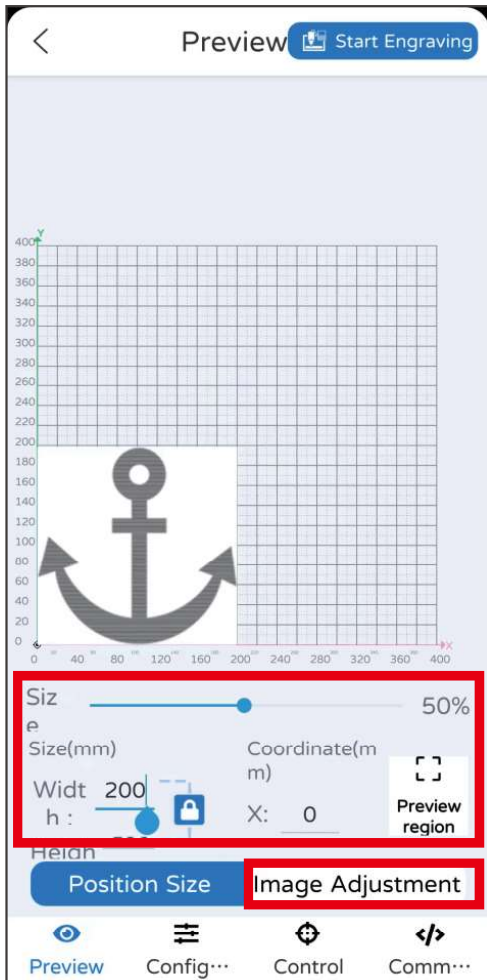 Preview
Start Engraving
Y
400
380
360
340
320
300
280
260
240
220
200
180
160
140
120
100
80
60
40
20
0
X
0 40 80 120 160 200 240 280 320 360 400
Siz
e
50%
Size(mm)
Coordinate(m
m)
Widt
h :
200
X: 0
Preview
region
Heigh
Position Size
Image Adjustment
Preview
Config···
Control
Comm···